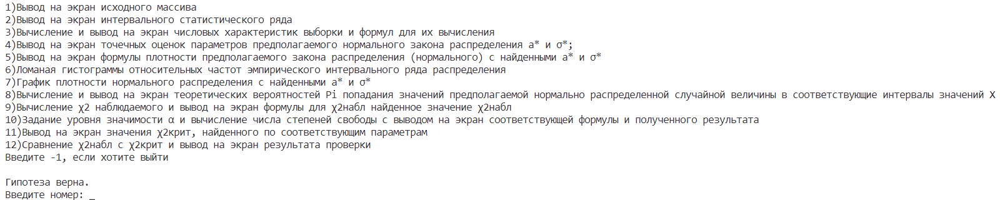 1)Вывод на экран исходного массива
2)Вывод на экран интервального статистического ряда
3)Вычисление и вывод на экран числовых характеристик выборки и формул для их вычисления
4)Вывод на экран точечных оценок параметров предполагаемого нормального закона распределения a* и σ*;
5)Вывод на экран формулы плотности предполагаемого закона распределения (нормального) с найденными a* и σ*
6)Ломаная гистограммы относительных частот эмпирического интервального ряда распределения
7)График плотности нормального распределения с найденными a* и σ*
8)Вычисление и вывод на экран теоретических вероятностей Pi попадания значений предполагаемой нормально распределенной случайной величины в соответствующие интервалы значений X
9)Вычисление χ2 наблюдаемого и вывод на экран формулы для χ2набл найденное значение χ2набл
10)Задание уровня значимости α и вычисление числа степеней свободы с выводом на экран соответствующей формулы и полученного результата
11)Вывод на экран значения χ2крит, найденного по соответствующим параметрам
12)Сравнение χ2набл с χ2крит и вывод на экран результата проверки
Введите -1, если хотите выйти
Гипотеза верна.
Введите номер: _